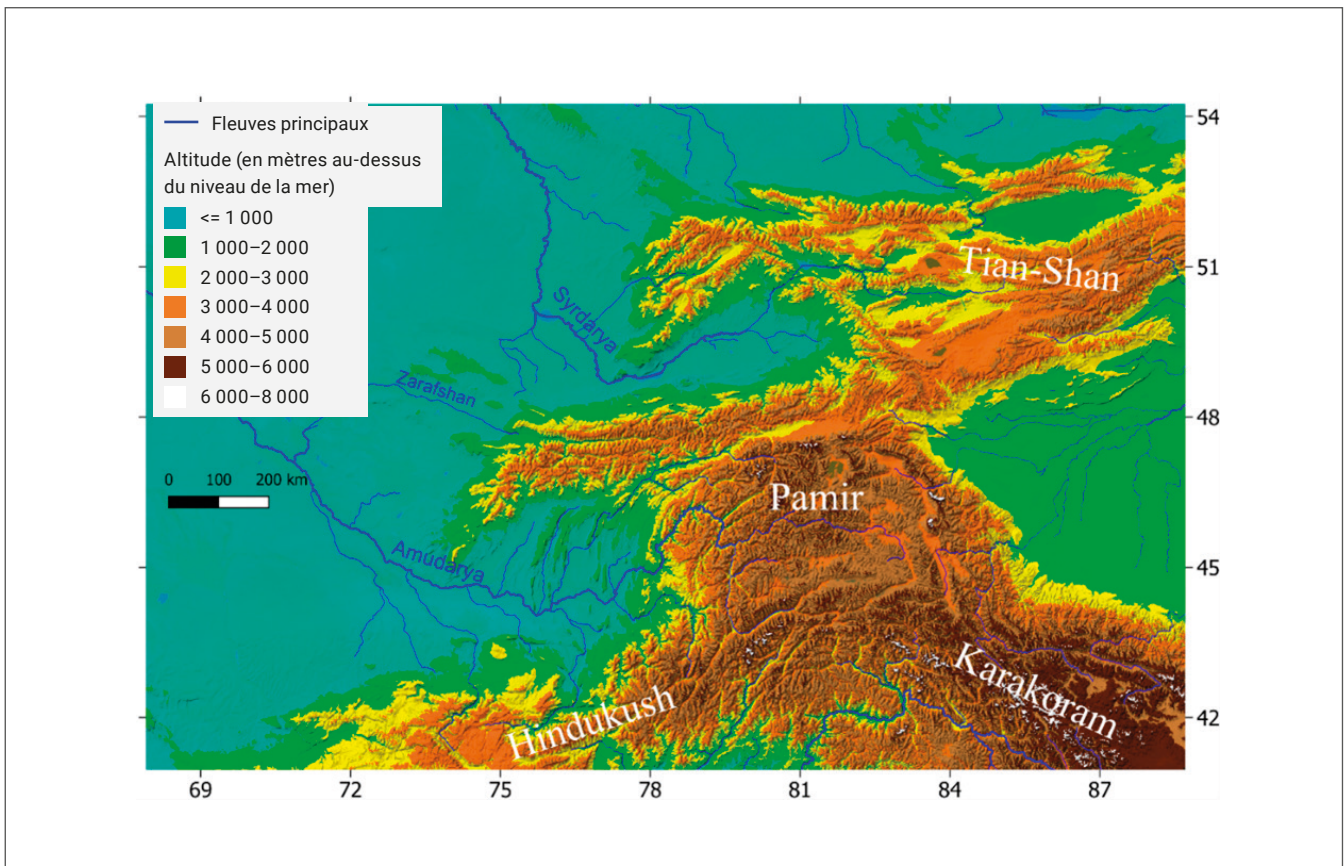 Fleuves principaux
Altitude (en mètres au-dessus
du niveau de la mer)
<= 1 000
1 000–2 000
2 000–3 000
3 000–4 000
4 000–5 000
5 000–6 000
6 000–8 000
0 100 200 km
Tian-Shan
Syrdarya
Zarafshan
Pamir
Amudarya
Karakoram
Hindukush
54
51
48
45
42
69 72 75 78 81 84 87